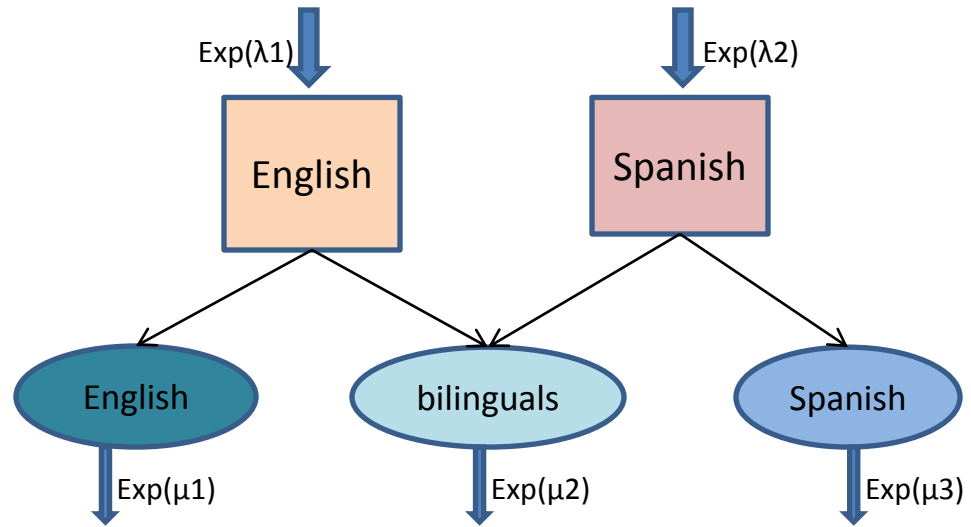 Exp(λ1)
Exp(λ2)
English
Spanish
English
bilinguals
Spanish
Exp(μ1)
Exp(μ2)
Exp(μ3)